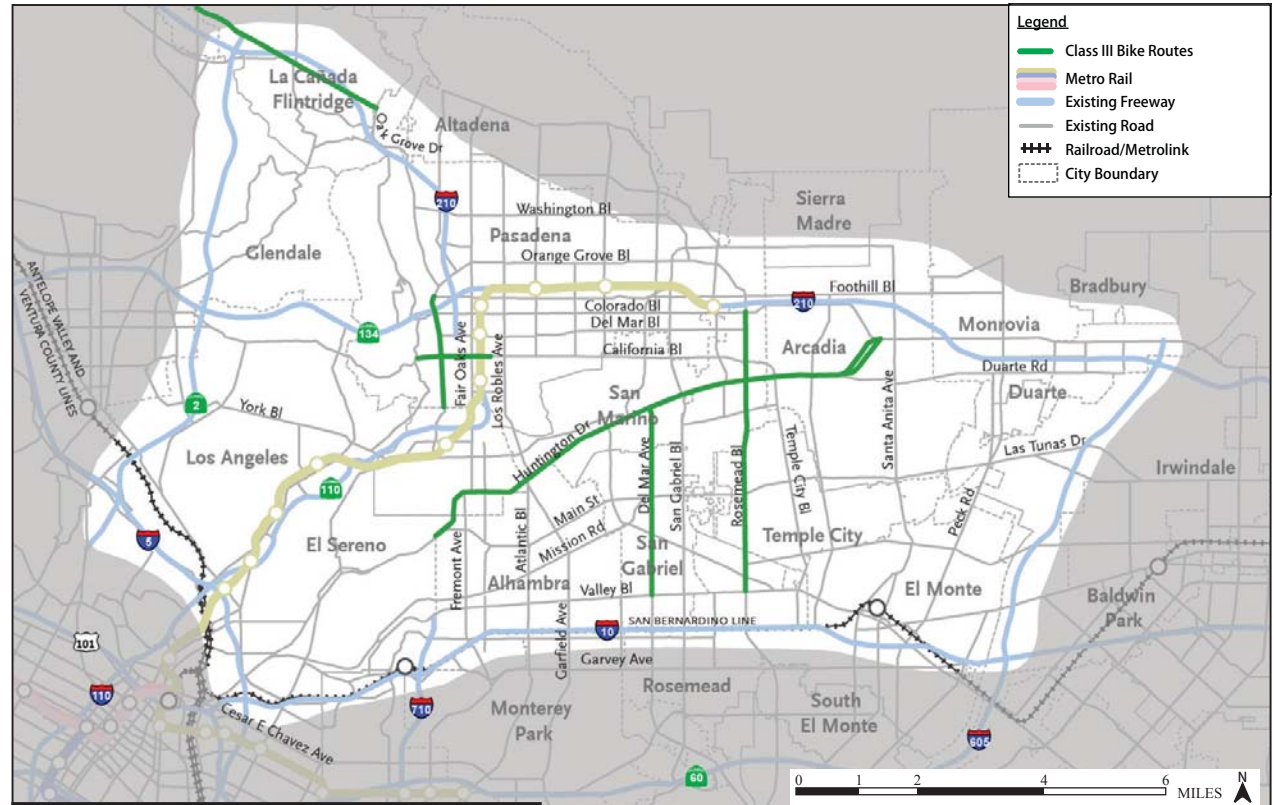 Legend
Class III Bike Routes
Metro Rail
Existing Freeway
Existing Road
Railroad/Metrolink
City Boundary
La Cañada
Flintridge
Oak Grove Dr
Altadena
210
Washington Bl
Sierra
Madre
Pasadena
Glendale
Orange Grove Bl
ANTELOPE VALLEY AND
VENTURA COUNTY LINES
Foothill Bl
Bradbury
210
Colorado Bl
Del Mar Bl
134
Monrovia
Fair Oaks Ave
Los Robles Ave
California Bl
Arcadia
Duarte Rd
Duarte
2
York Bl
San
Marino
Santa Anita Ave
Huntington Dr
Las Tunas Dr
Los Angeles
Irwindale
110
Del Mar Ave
San Gabriel Bl
Rosemead Bl
Temple City Bl
Main St
Mission Rd
Peck Rd
5
El Sereno
Fremont Ave
Atlantic Bl
Temple City
San
Gabriel
Alhambra
Valley Bl
El Monte
Baldwin
Park
101
10
SAN BERNARDINO LINE
Garfield Ave
Garvey Ave
110
710
Rosemead
South
El Monte
Monterey
Park
Cesar E Chavez Ave
605
60
0 1 2 4 6
MILES
N